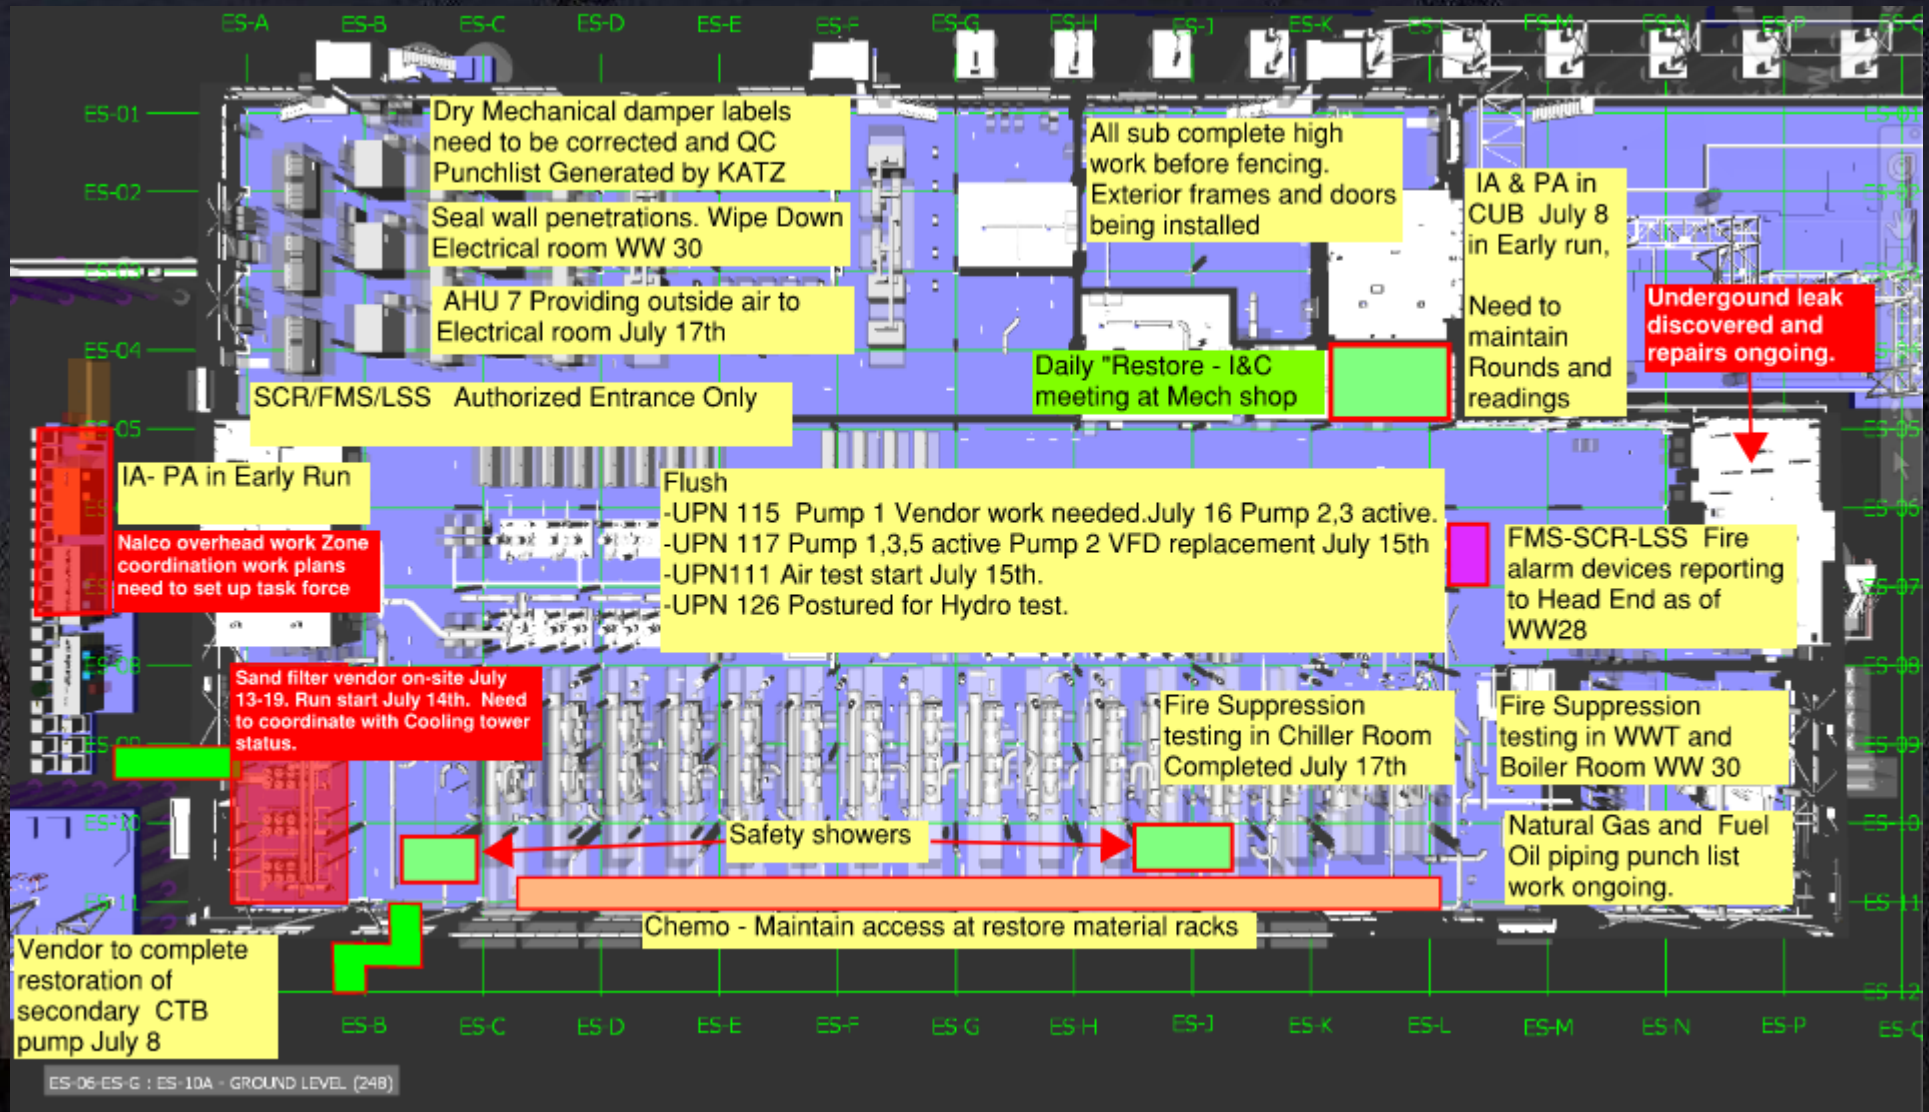 ES-A ES-B ES-C ES-D ES-E ES-F ES-G ES-H ES-J ES-K ES-L ES-M ES-N ES-P
ES-01
ES-02
ES-03
ES-04
Dry Mechanical damper labels
need to be corrected and QC
Punchlist Generated by KATZ
Seal wall penetrations. Wipe Down
Electrical room WW 30
AHU 7 Providing outside air to
Electrical room July 17th
All sub complete high
work before fencing.
Exterior frames and doors
being installed
IA & PA in
CUB July 8
in Early run,
Need to
maintain
Rounds and
readings
Undergound leak
discovered and
repairs ongoing.
Daily "Restore - I&C
meeting at Mech shop
SCR/FMS/LSS Authorized Entrance Only
IA- PA in Early Run
Nalco overhead work Zone
coordination work plans
need to set up task force
Flush
-UPN 115 Pump 1 Vendor work needed.July 16 Pump 2,3 active.
-UPN 117 Pump 1,3,5 active Pump 2 VFD replacement July 15th
-UPN111 Air test start July 15th.
-UPN 126 Postured for Hydro test.
FMS-SCR-LSS Fire
alarm devices reporting
to Head End as of
WW28
Sand filter vendor on-site July
13-19. Run start July 14th. Need
to coordinate with Cooling tower
status.
Fire Suppression
testing in Chiller Room
Completed July 17th
Fire Suppression
testing in WWT and
Boiler Room WW 30
Natural Gas and Fuel
Oil piping punch list
work ongoing.
Safety showers
Chemo - Maintain access at restore material racks
Vendor to complete
restoration of
secondary CTB
pump July 8
ES-B ES-C ES-D ES-E ES-F ES-G ES-H ES-J ES-K ES-L ES-M ES-N ES-P
ES-06-ES-G : ES-10A - GROUND LEVEL (248)